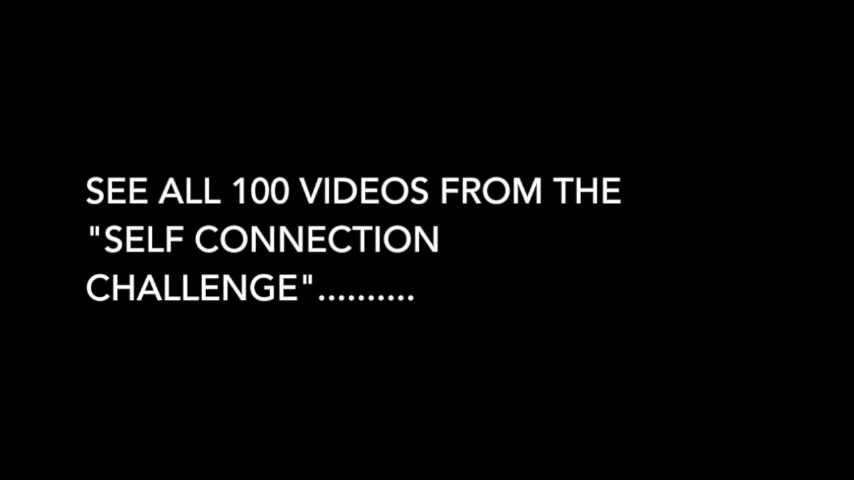 SEE ALL 100 VIDEOS FROM THE
"SELF CONNECTION
CHALLENGE"..........